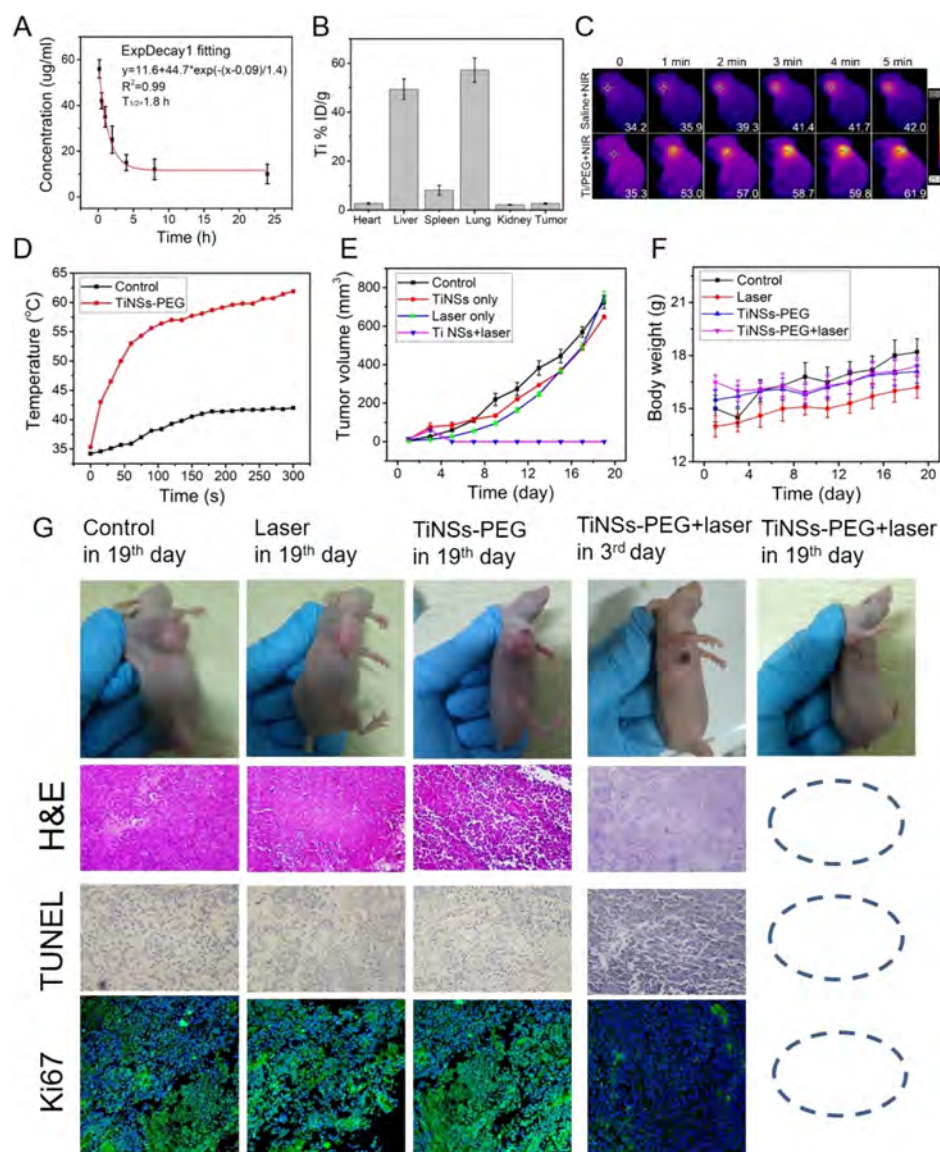 A
ExpDecay1 fitting
y=11.6+44.7*exp(-(x-0.09)/1.4)
R²=0.99
T1/2=1.8 h
Concentration (ug/ml)
60
40
20
0
0 5 10 15 20 25
Time (h)
B
Ti % ID/g
60
40
20
0
Heart Liver Spleen Lung Kidney Tumor
C
0 1 min 2 min 3 min 4 min 5 min
Saline+NIR
34.2 35.9 39.3 41.4 41.7 42.0
Ti/PEG+NIR
35.3 53.0 57.0 58.7 59.8 61.9
D
Control
TiNSs-PEG
Temperature (°C)
65
60
55
50
45
40
35
0 50 100 150 200 250 300
Time (s)
E
Control
TiNSs only
Laser only
Ti NSs+laser
Tumor volume (mm³)
800
600
400
200
0
0 4 8 12 16 20
Time (day)
F
Control
Laser
TiNSs-PEG
TiNSs-PEG+laser
Body weight (g)
21
18
15
12
0 4 8 12 16 20
Time (day)
G
Control
in 19th day
Laser
in 19th day
TiNSs-PEG
in 19th day
TiNSs-PEG+laser
in 3rd day
TiNSs-PEG+laser
in 19th day
H&E
TUNEL
Ki67